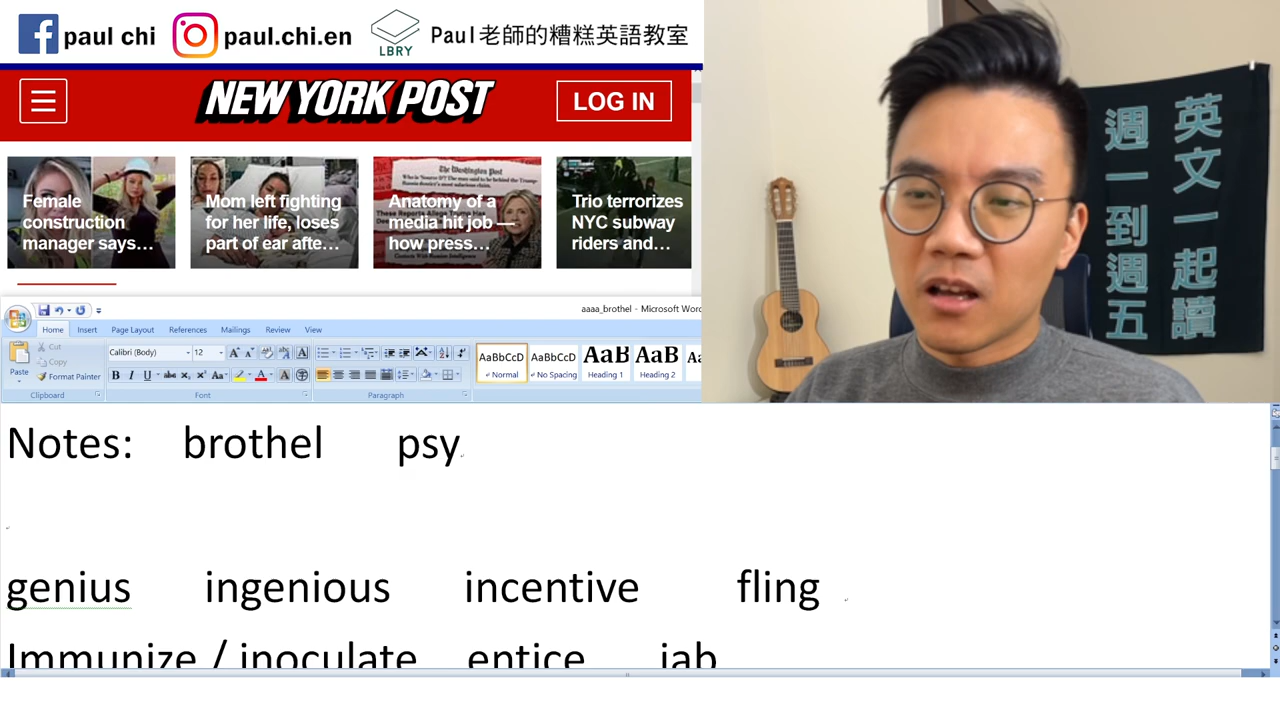 paul chi paul.chi.en LBRY Paul老師的糟糕英語教室
NEW YORK POST
LOG IN
Female
construction
manager says...
Mom left fighting
for her life, loses
part of ear afte...
The Washington Post
Anatomy of a
media hit job —
how press...
Trio terrorizes
NYC subway
riders and...
英文一起讀
週一到週五
aaaa_brothel - Microsoft Word
Home Insert Page Layout References Mailings Review View
Paste
Cut
Copy
Format Painter
Clipboard
Calibri (Body) 12
Font
Paragraph
AaBbCcD AaBbCcD AaB AaB Aa
Normal No Spacing Heading 1 Heading 2
Notes: brothel psy
genius ingenious incentive fling
Immunize / inoculate entice jab